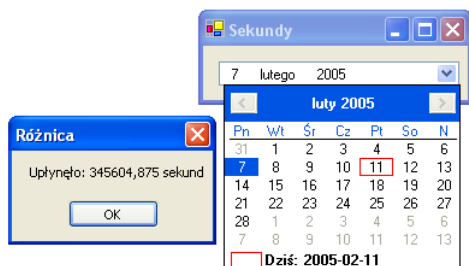 Sekundy
7 lutego 2005
luty 2005
Pn Wt Śr Cz Pt So N
31 1 2 3 4 5 6
7 8 9 10 11 12 13
14 15 16 17 18 19 20
21 22 23 24 25 26 27
28 1 2 3 4 5 6
7 8 9 10 11 12 13
Dziś: 2005-02-11
Różnica
Upłynęło: 345604,875 sekund
OK